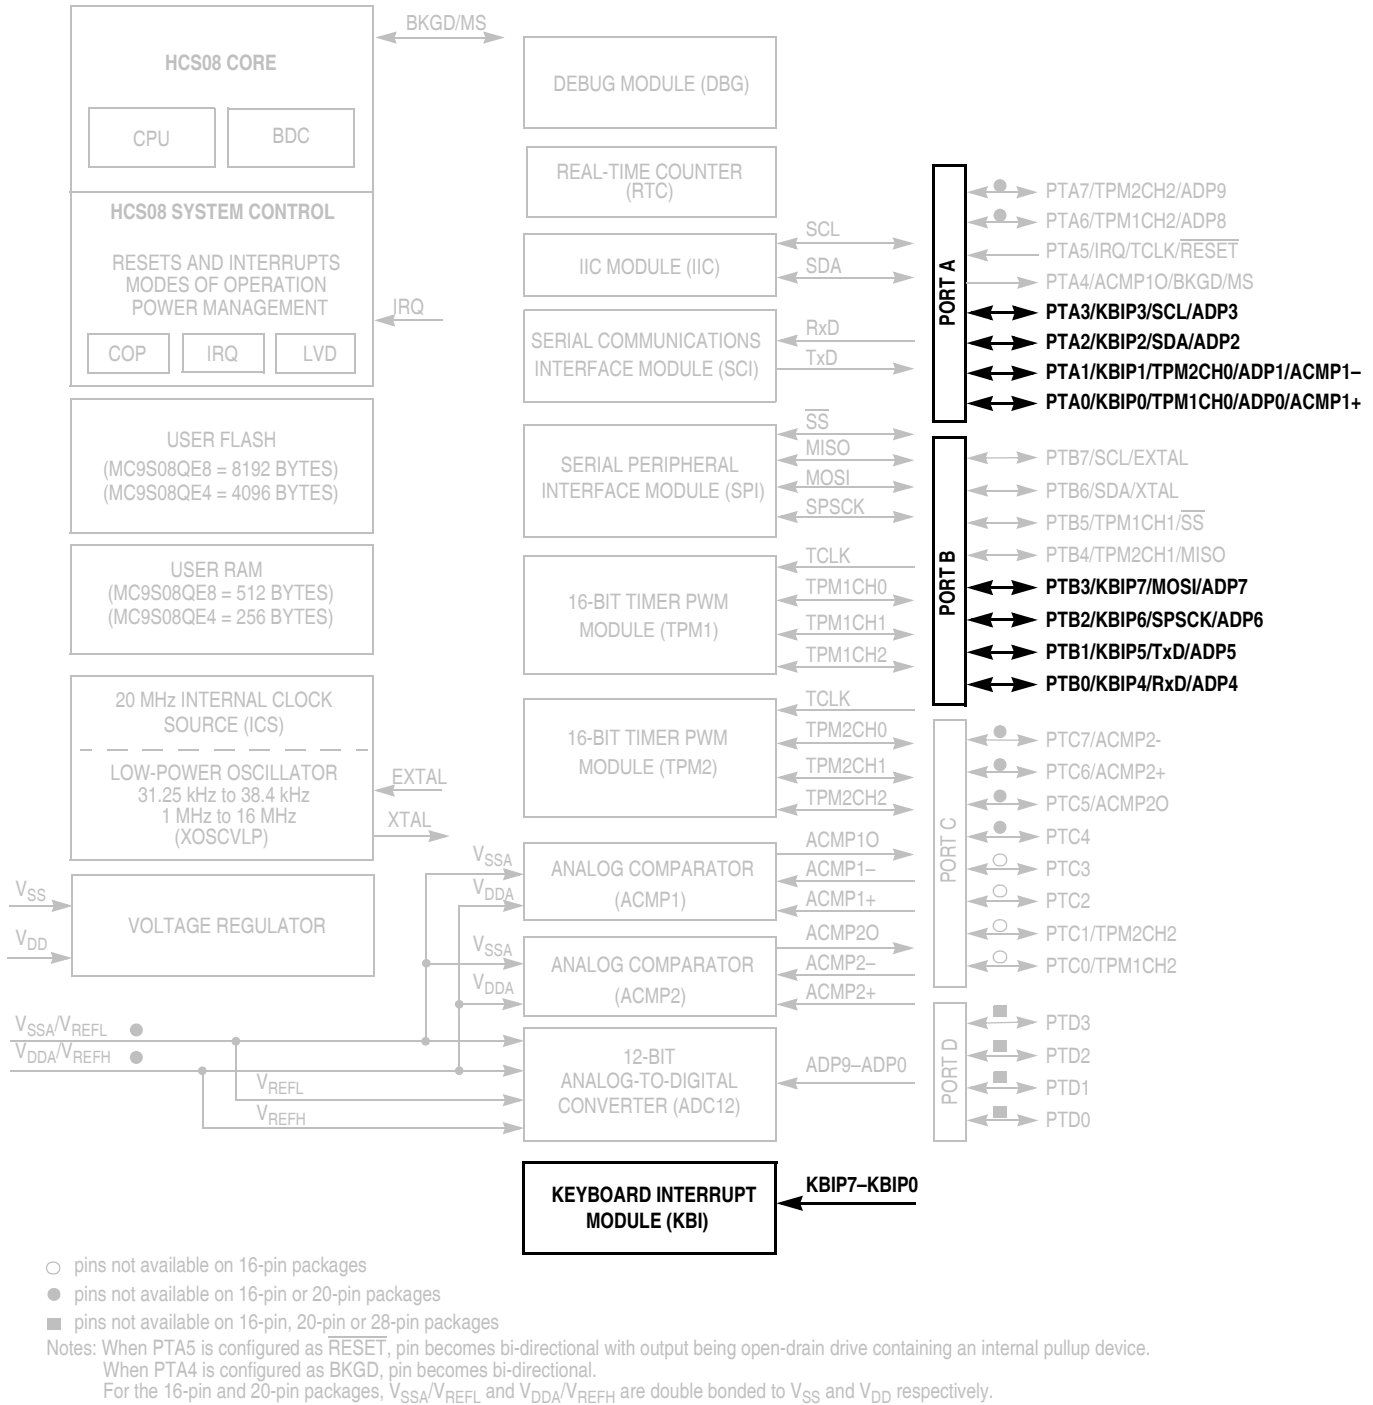 BKGD/MS
HCS08 CORE
CPU
BDC
HCS08 SYSTEM CONTROL
RESETS AND INTERRUPTS
MODES OF OPERATION
POWER MANAGEMENT
IRQ
COP
IRQ
LVD
USER FLASH
(MC9S08QE8 = 8192 BYTES)
(MC9S08QE4 = 4096 BYTES)
USER RAM
(MC9S08QE8 = 512 BYTES)
(MC9S08QE4 = 256 BYTES)
20 MHz INTERNAL CLOCK
SOURCE (ICS)
LOW-POWER OSCILLATOR
31.25 kHz to 38.4 kHz
1 MHz to 16 MHz
(XOSCVLP)
EXTAL
XTAL
VSS
VDD
VOLTAGE REGULATOR
VSSA/VREFL
VDDA/VREFH
VREFL
VREFH
DEBUG MODULE (DBG)
REAL-TIME COUNTER
(RTC)
IIC MODULE (IIC)
SCL
SDA
SERIAL COMMUNICATIONS
INTERFACE MODULE (SCI)
RxD
TxD
SERIAL PERIPHERAL
INTERFACE MODULE (SPI)
SS
MISO
MOSI
SPSCK
16-BIT TIMER PWM
MODULE (TPM1)
TCLK
TPM1CH0
TPM1CH1
TPM1CH2
16-BIT TIMER PWM
MODULE (TPM2)
TCLK
TPM2CH0
TPM2CH1
TPM2CH2
VSSA
VDDA
ANALOG COMPARATOR
(ACMP1)
ACMP1O
ACMP1–
ACMP1+
VSSA
VDDA
ANALOG COMPARATOR
(ACMP2)
ACMP2O
ACMP2–
ACMP2+
12-BIT
ANALOG-TO-DIGITAL
CONVERTER (ADC12)
ADP9–ADP0
KEYBOARD INTERRUPT
MODULE (KBI)
KBIP7–KBIP0
PORT A
PTA7/TPM2CH2/ADP9
PTA6/TPM1CH2/ADP8
PTA5/IRQ/TCLK/RESET
PTA4/ACMP1O/BKGD/MS
PTA3/KBIP3/SCL/ADP3
PTA2/KBIP2/SDA/ADP2
PTA1/KBIP1/TPM2CH0/ADP1/ACMP1–
PTA0/KBIP0/TPM1CH0/ADP0/ACMP1+
PORT B
PTB7/SCL/EXTAL
PTB6/SDA/XTAL
PTB5/TPM1CH1/SS
PTB4/TPM2CH1/MISO
PTB3/KBIP7/MOSI/ADP7
PTB2/KBIP6/SPSCK/ADP6
PTB1/KBIP5/TxD/ADP5
PTB0/KBIP4/RxD/ADP4
PORT C
PTC7/ACMP2-
PTC6/ACMP2+
PTC5/ACMP2O
PTC4
PTC3
PTC2
PTC1/TPM2CH2
PTC0/TPM1CH2
PORT D
PTD3
PTD2
PTD1
PTD0
pins not available on 16-pin packages
pins not available on 16-pin or 20-pin packages
pins not available on 16-pin, 20-pin or 28-pin packages
Notes: When PTA5 is configured as RESET, pin becomes bi-directional with output being open-drain drive containing an internal pullup device.
When PTA4 is configured as BKGD, pin becomes bi-directional.
For the 16-pin and 20-pin packages, VSSA/VREFL and VDDA/VREFH are double bonded to VSS and VDD respectively.